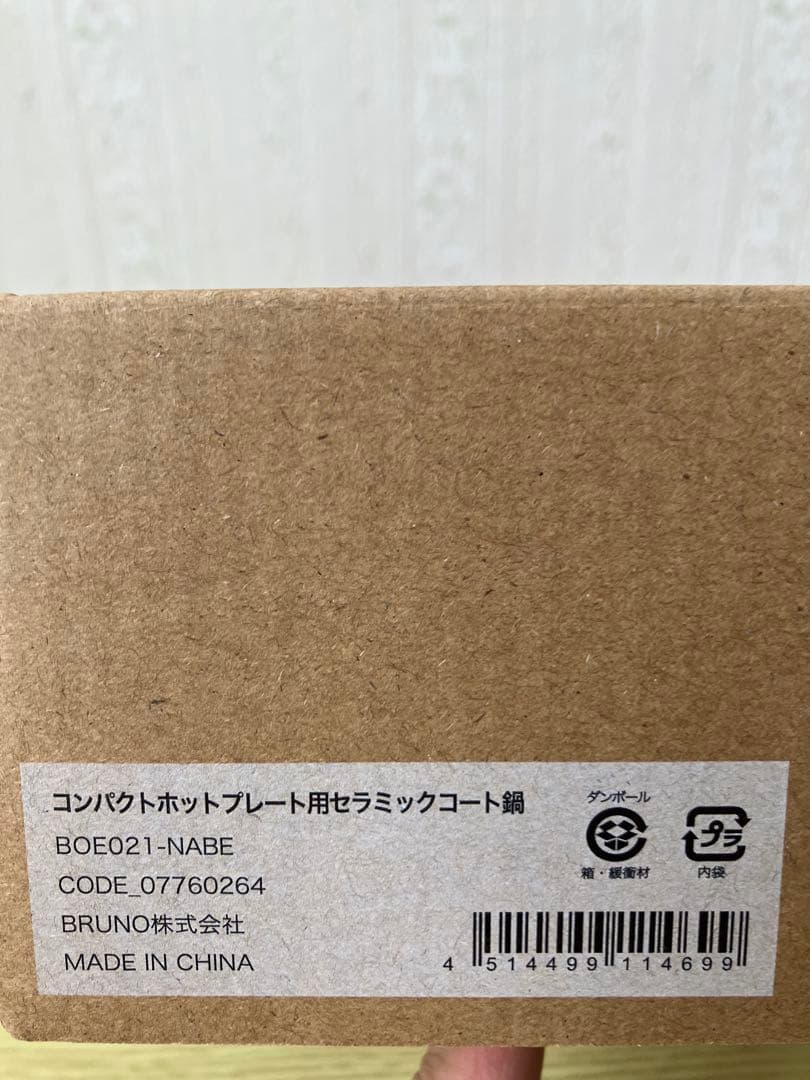 コンパクトホットプレート用セラミックコート鍋
BOE021-NABE
CODE_07760264
BRUNO株式会社
MADE IN CHINA
ダンボール
箱・緩衝材
プラ
内袋
4 514499 114699